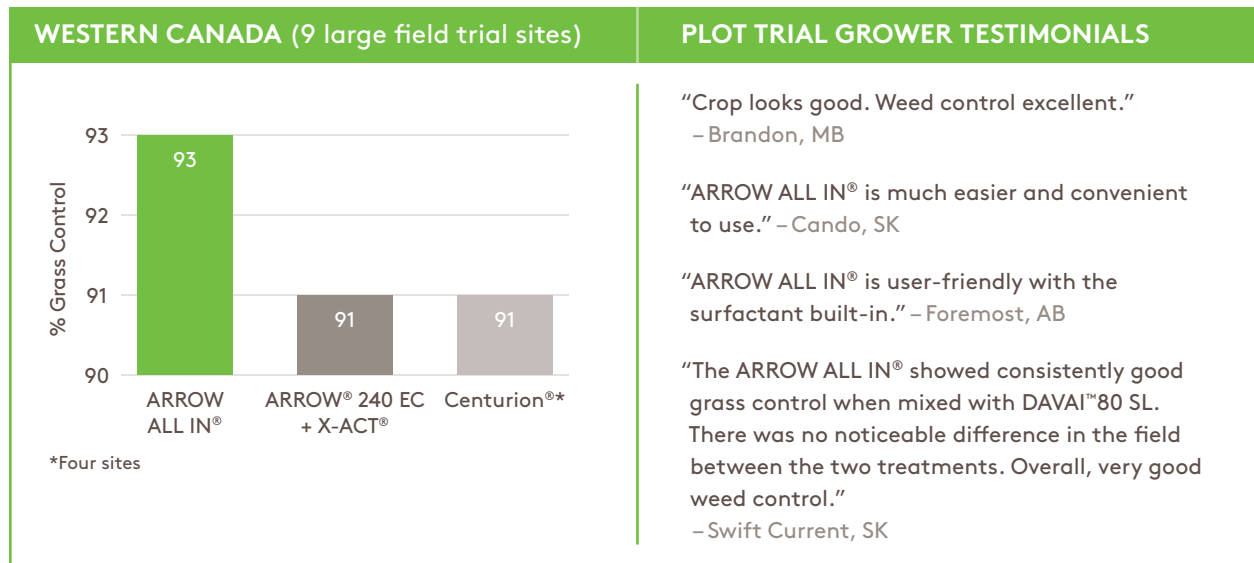 WESTERN CANADA (9 large field trial sites)
% Grass Control
93
92
91
90
93
91
91
ARROW
ALL IN®
ARROW® 240 EC
+ X-ACT®
Centurion®*
*Four sites
PLOT TRIAL GROWER TESTIMONIALS
“Crop looks good. Weed control excellent.”
– Brandon, MB
“ARROW ALL IN® is much easier and convenient
to use.” – Cando, SK
“ARROW ALL IN® is user-friendly with the
surfactant built-in.” – Foremost, AB
“The ARROW ALL IN® showed consistently good
grass control when mixed with DAVAI™80 SL.
There was no noticeable difference in the field
between the two treatments. Overall, very good
weed control.”
– Swift Current, SK